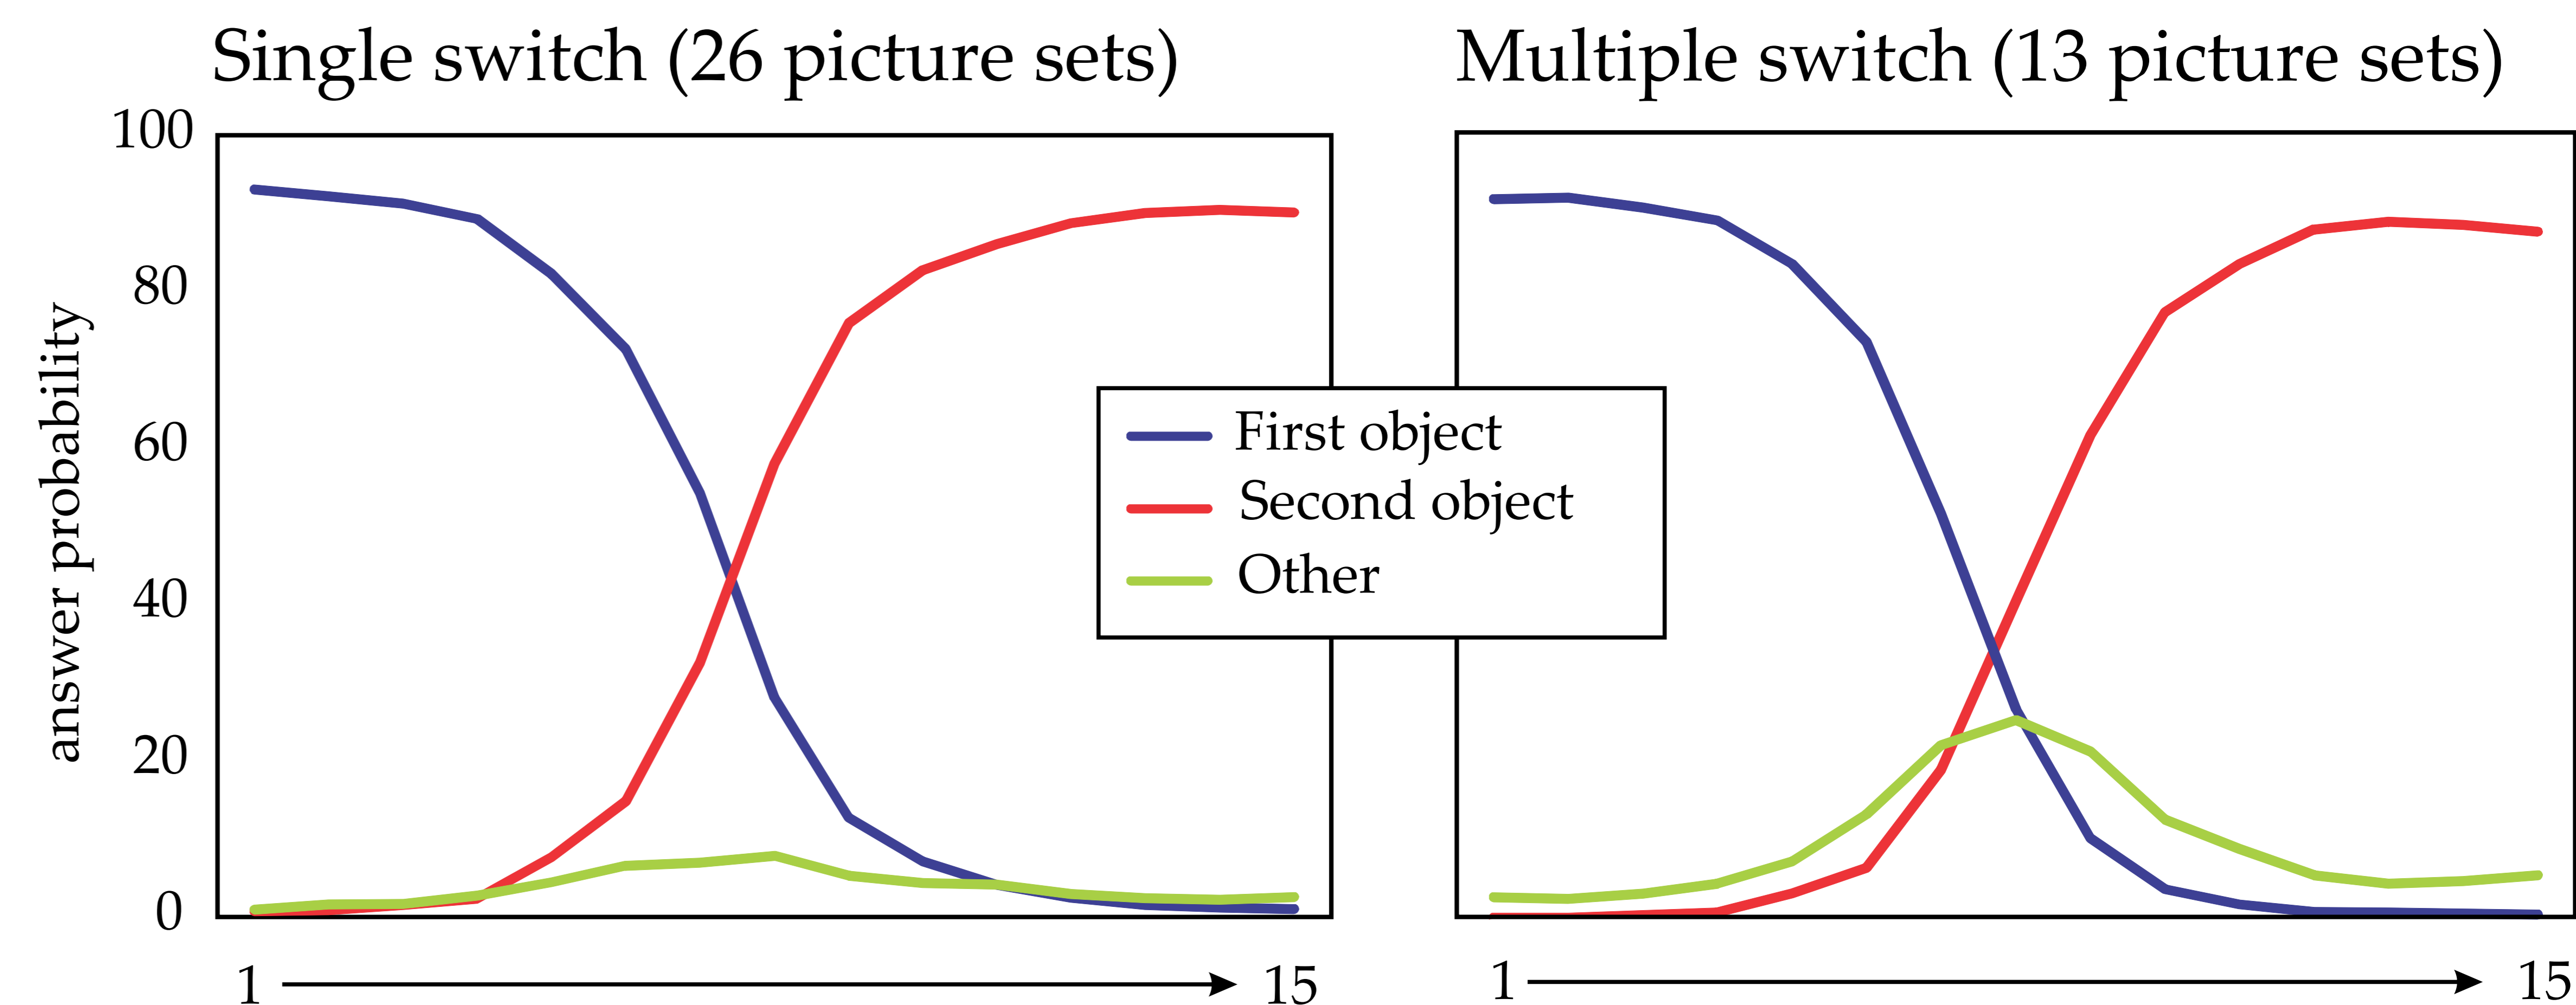 Single switch (26 picture sets)
Multiple switch (13 picture sets)
100
80
60
40
20
0
answer probability
First object
Second object
Other
1
15
1
15